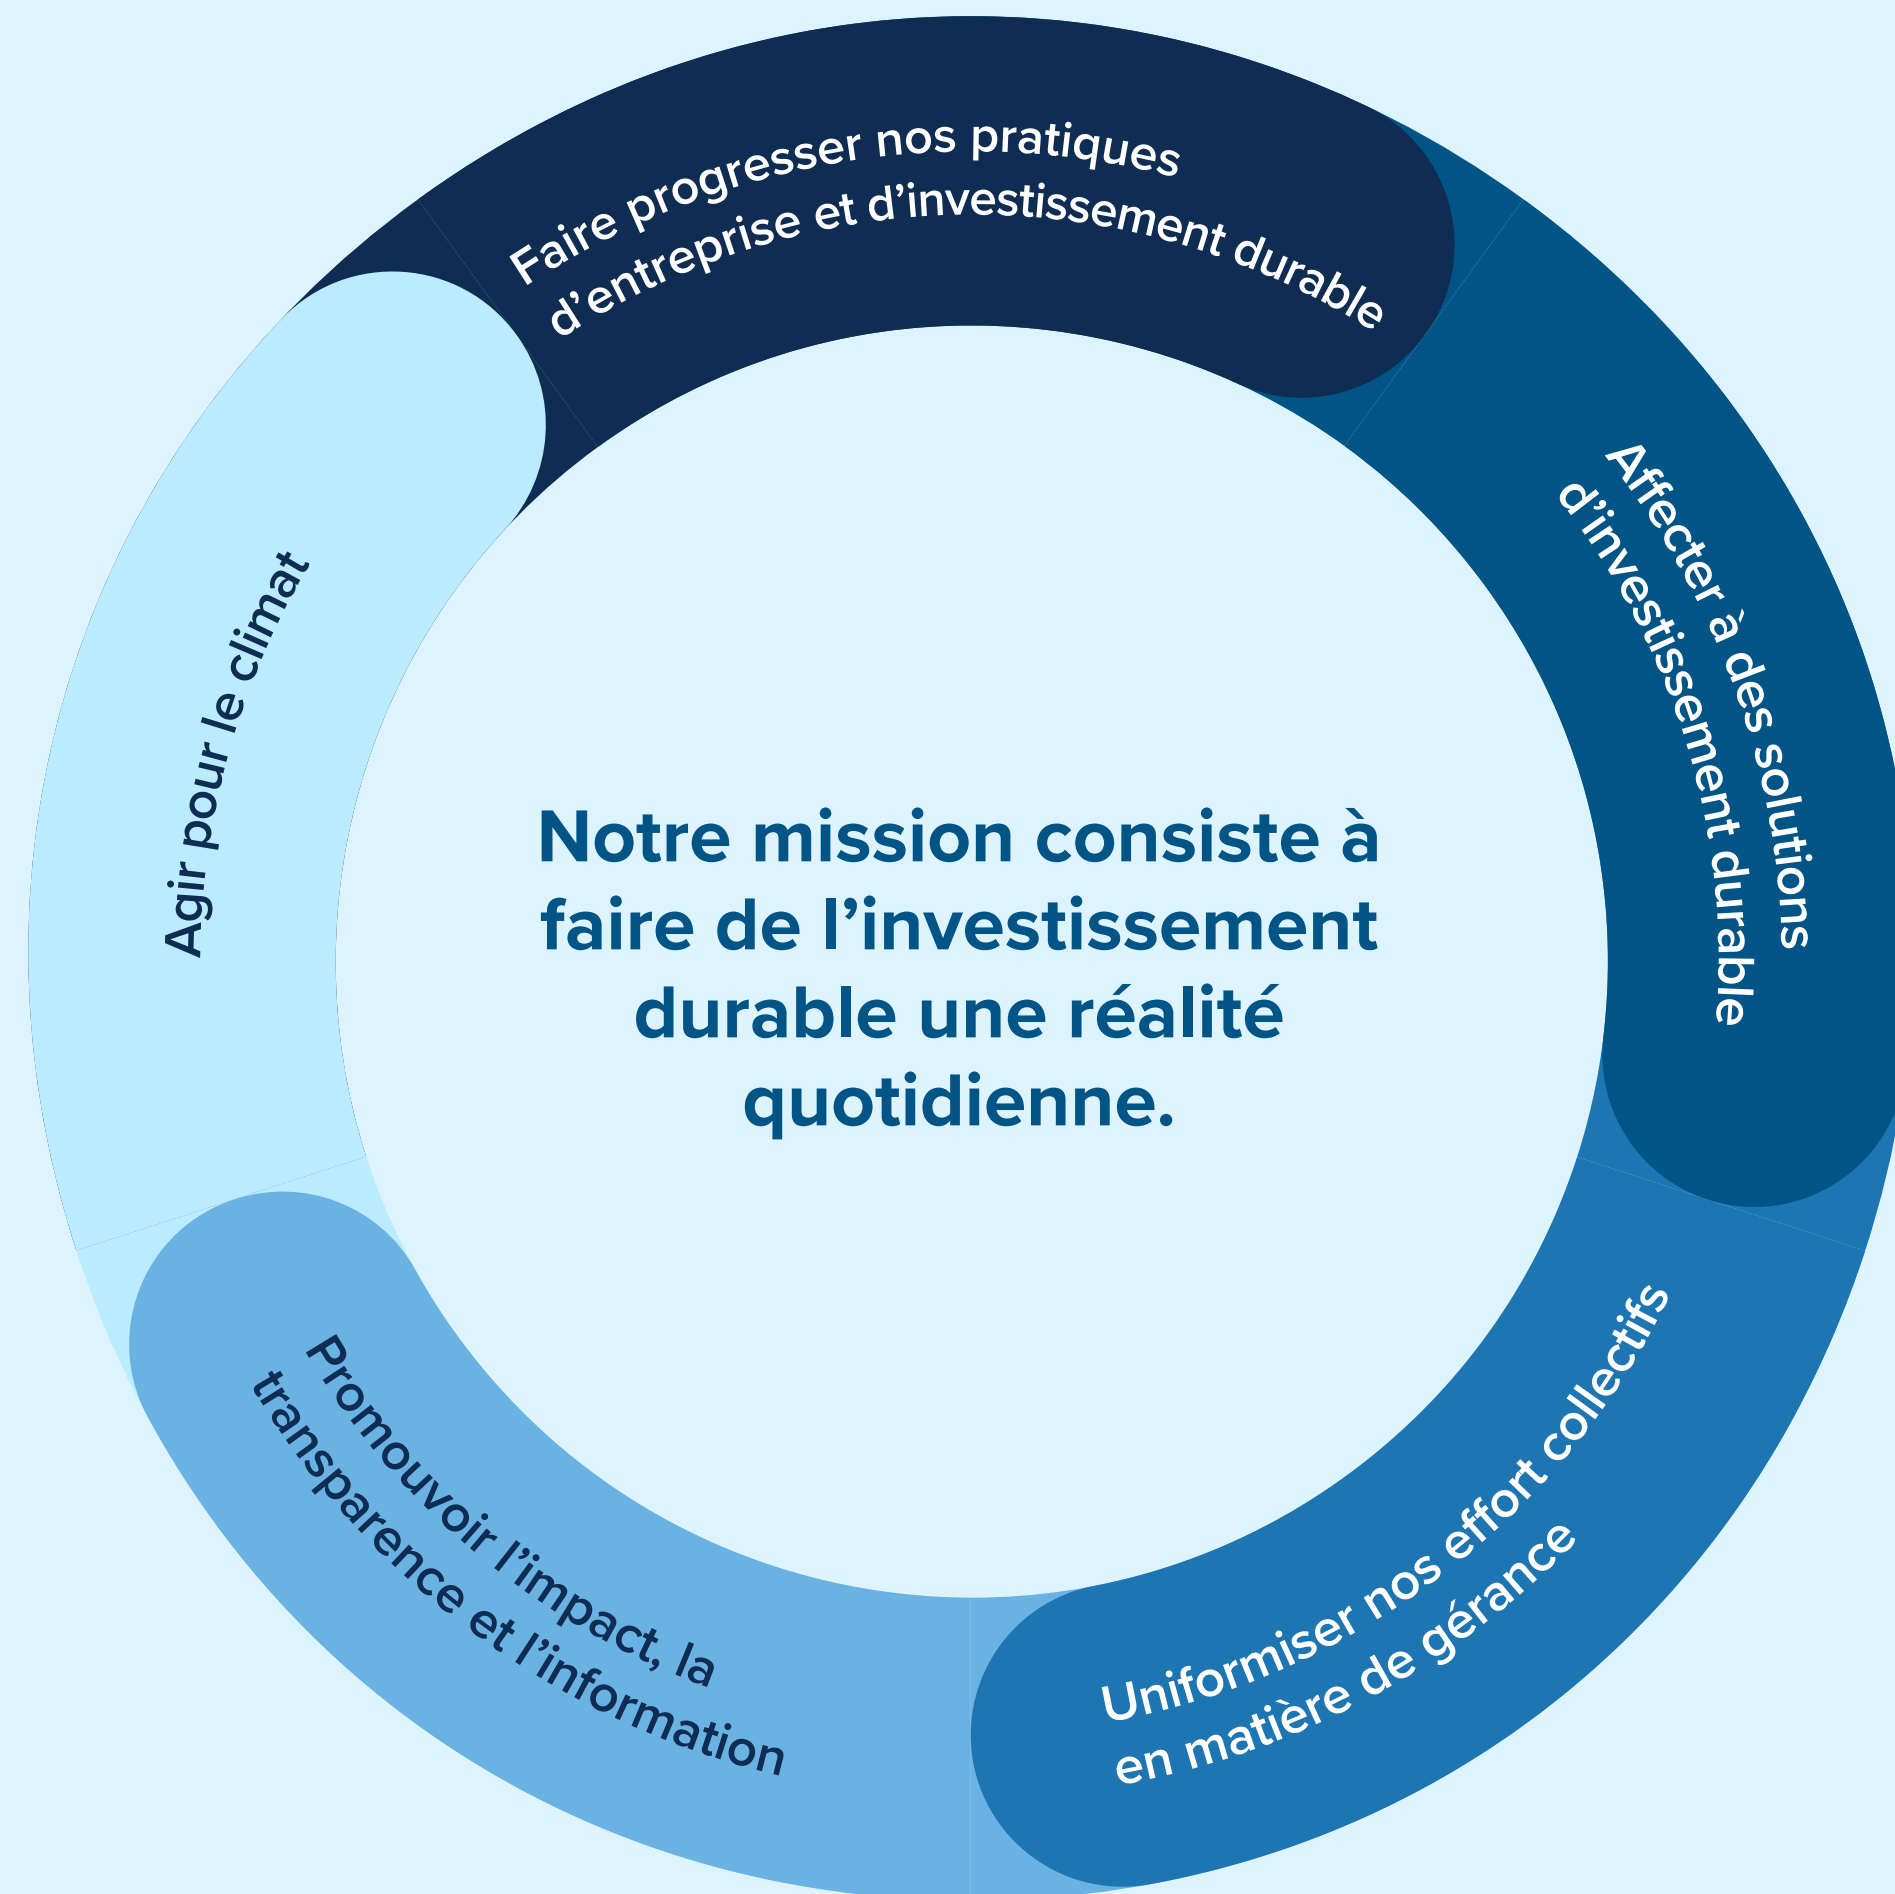 Faire progresser nos pratiques
d’entreprise et d’investissement durable
Affecter à des solutions
d’investissement durable
Uniformiser nos effort collectifs
en matière de gérance
Promouvoir l’impact, la
transparence et l’information
Agir pour le climat
Notre mission consiste à
faire de l’investissement
durable une réalité
quotidienne.